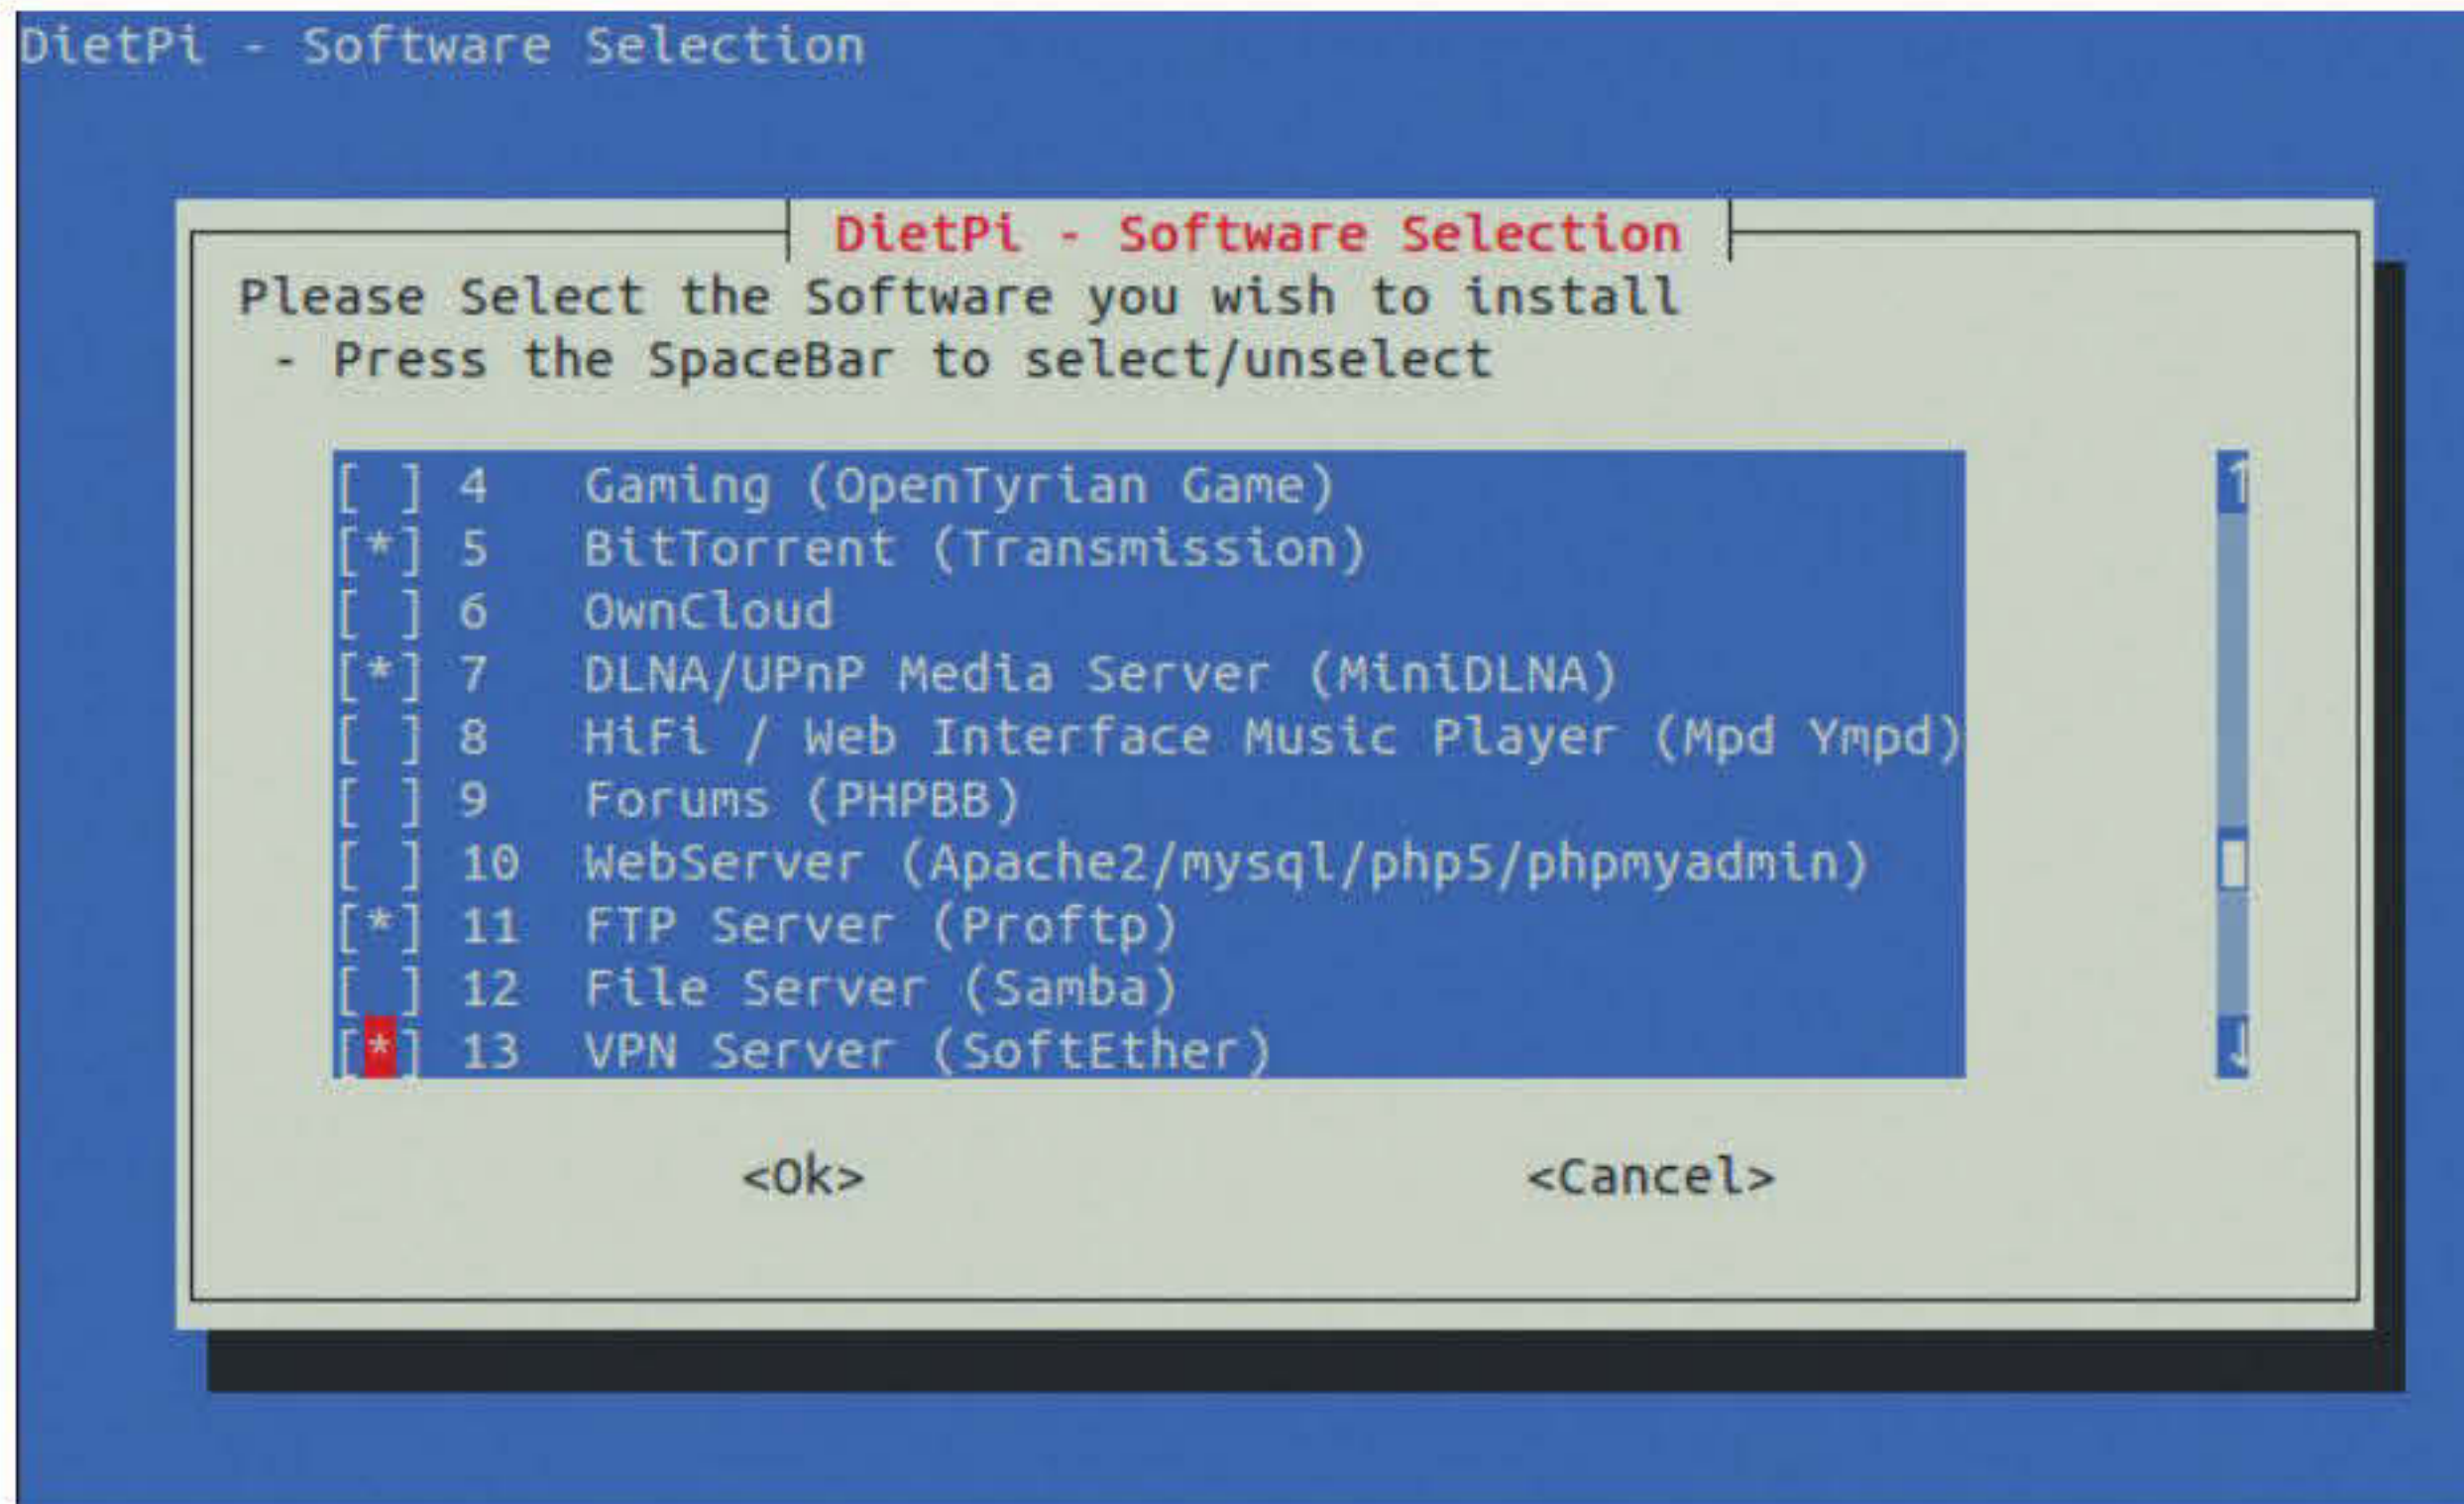 DietPi - Software Selection
DietPi - Software Selection
Please Select the Software you wish to install
- Press the SpaceBar to select/unselect
[ ] 4 Gaming (OpenTyrian Game)
[*] 5 BitTorrent (Transmission)
[ ] 6 OwnCloud
[*] 7 DLNA/UPnP Media Server (MiniDLNA)
[ ] 8 HiFi / Web Interface Music Player (Mpd Ympd)
[ ] 9 Forums (PHPBB)
[ ] 10 WebServer (Apache2/mysql/php5/phpmyadmin)
[*] 11 FTP Server (Proftp)
[ ] 12 File Server (Samba)
[*] 13 VPN Server (SoftEther)
<Ok> <Cancel>